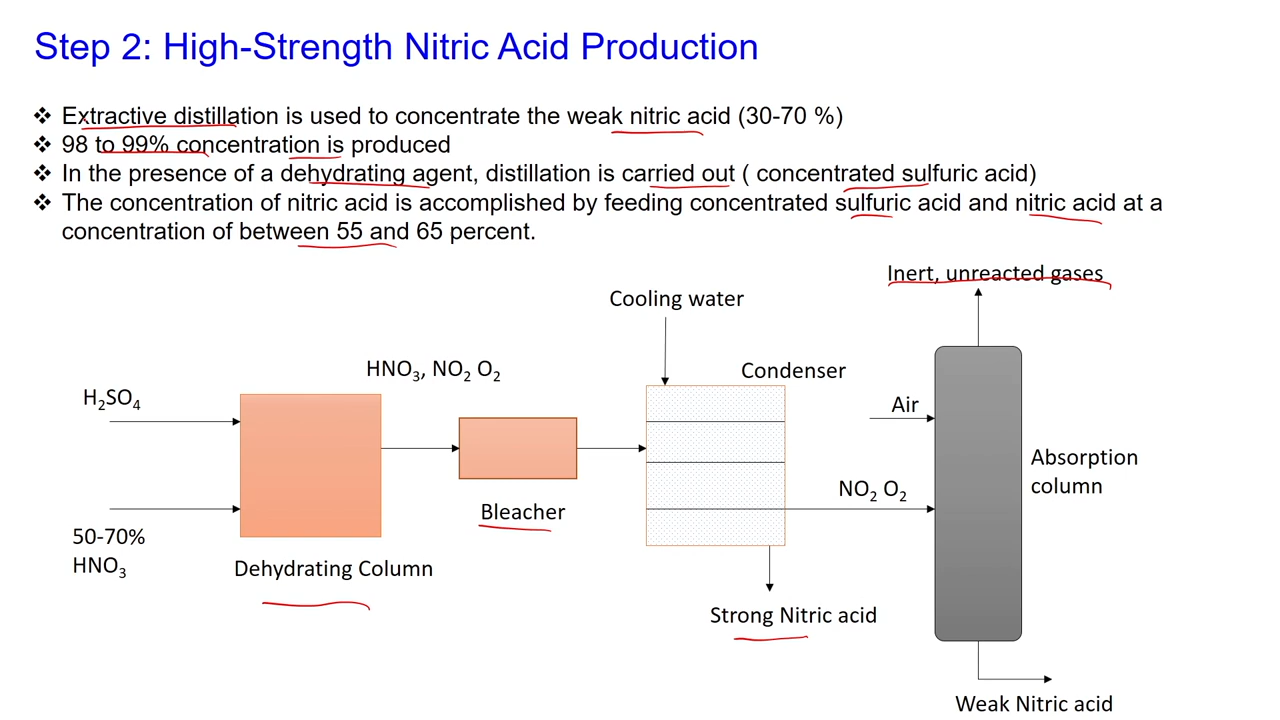 Step 2: High-Strength Nitric Acid Production
❖ Extractive distillation is used to concentrate the weak nitric acid (30-70 %)
❖ 98 to 99% concentration is produced
❖ In the presence of a dehydrating agent, distillation is carried out ( concentrated sulfuric acid)
❖ The concentration of nitric acid is accomplished by feeding concentrated sulfuric acid and nitric acid at a
concentration of between 55 and 65 percent.
Inert, unreacted gases
Cooling water
HNO₃, NO₂ O₂
Condenser
H₂SO₄
Air
Absorption
column
NO₂ O₂
Bleacher
50-70%
HNO₃
Dehydrating Column
Strong Nitric acid
Weak Nitric acid